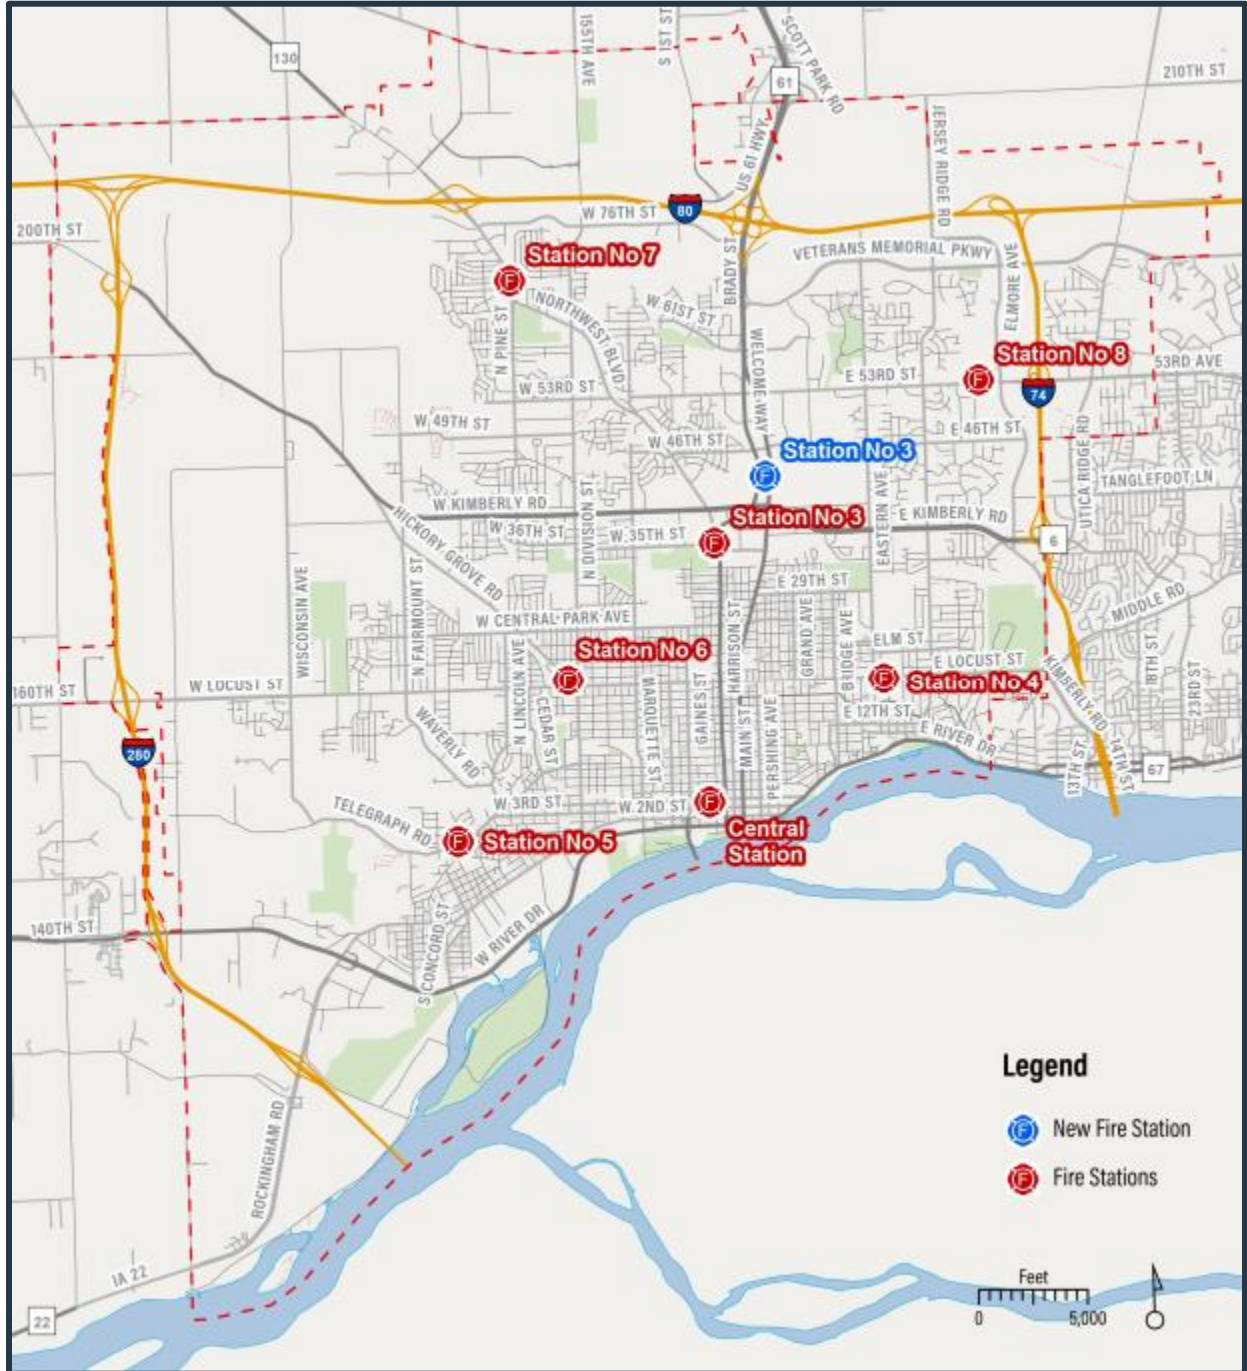 130
155TH AVE
S 1ST ST
SCOTT PARK RD
61
210TH ST
US 61 HWY
JERSEY RIDGE RD
W 76TH ST
80
200TH ST
Station No 7
BRADY ST
VETERANS MEMORIAL PKWY
ELMORE AVE
NORTHWEST BLVD
W 61ST ST
N PINE ST
WELCOME WAY
Station No 8
53RD AVE
E 53RD ST
W 53RD ST
74
W 49TH ST
W 46TH ST
E 46TH ST
UTICA RIDGE RD
Station No 3
TANGLEFOOT LN
EASTERN AVE
W KIMBERLY RD
E KIMBERLY RD
Station No 3
HICKORY GROVE RD
W 36TH ST
N DIVISION ST
W 35TH ST
6
WISCONSIN AVE
N FAIRMOUNT ST
E 29TH ST
MIDDLE RD
W CENTRAL PARK AVE
HARRISON ST
GRAND AVE
BRIDGE AVE
ELM ST
Station No 6
E LOCUST ST
18TH ST
160TH ST
W LOCUST ST
N LINCOLN AVE
CEDAR ST
MARQUETTE ST
GAINES ST
MAIN ST
PERSHING AVE
Station No 4
KIMBERLY RD
23RD ST
E 12TH ST
WAVERLY RD
E RIVER DR
280
13TH ST
14TH ST
67
TELEGRAPH RD
W 3RD ST
W 2ND ST
Station No 5
Central
Station
140TH ST
S CONCORD ST
W RIVER DR
Legend
New Fire Station
Fire Stations
ROCKINGHAM RD
IA 22
22
Feet
0
5,000